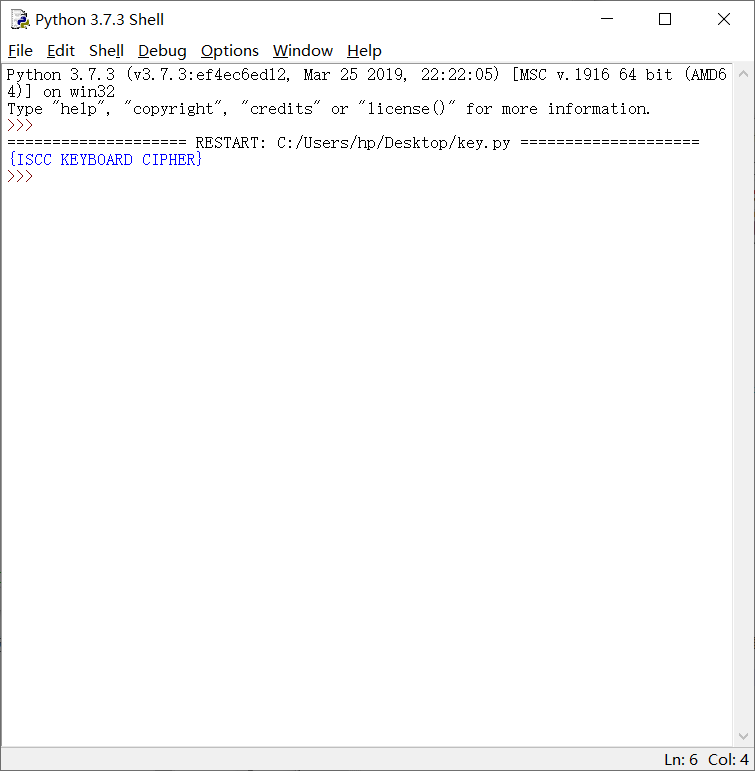 Python 3.7.3 Shell
File Edit Shell Debug Options Window Help
Python 3.7.3 (v3.7.3:ef4ec6ed12, Mar 25 2019, 22:22:05) [MSC v.1916 64 bit (AMD6
4)] on win32
Type "help", "copyright", "credits" or "license()" for more information.
>>>
==================== RESTART: C:/Users/hp/Desktop/key.py ====================
{ISCC KEYBOARD CIPHER}
>>>
Ln: 6 Col: 4